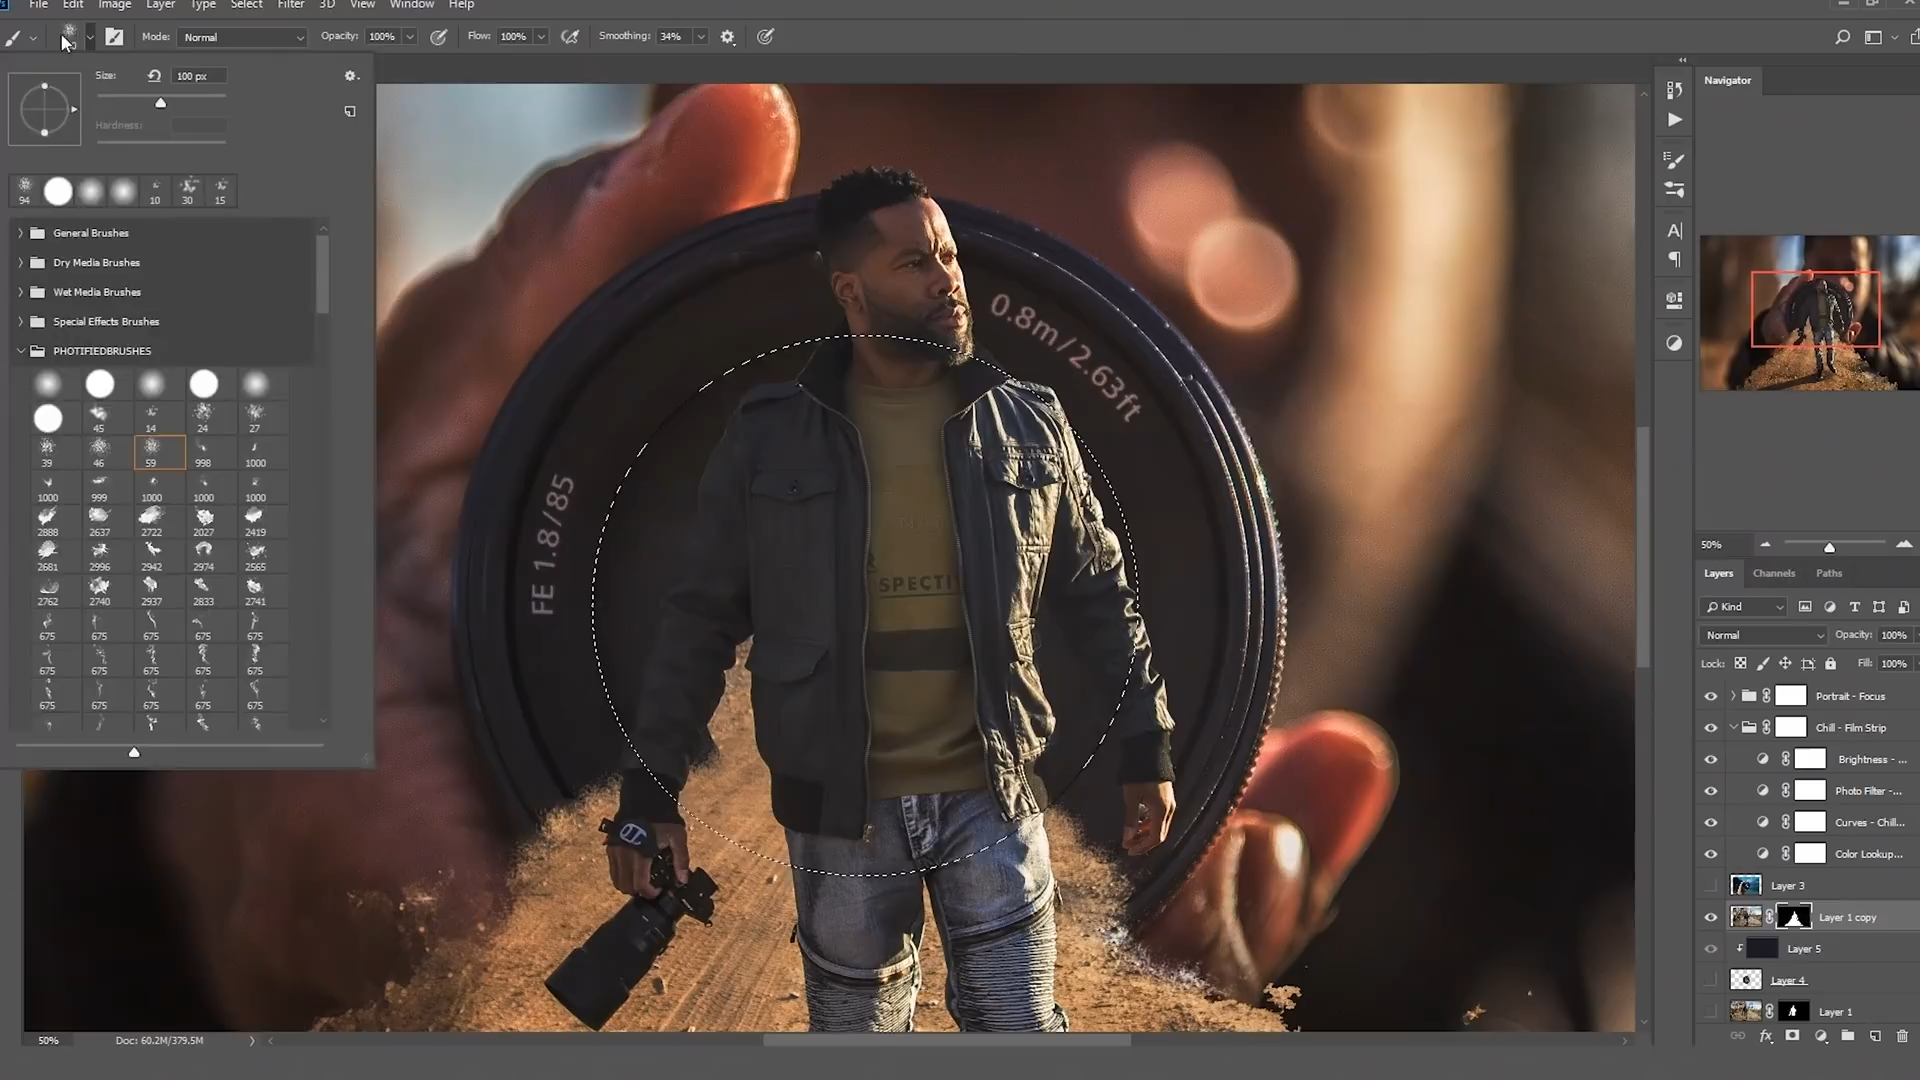 File Edit Image Layer Type Select Filter 3D View Window Help
Mode: Normal Opacity: 100% Flow: 100% Smoothing: 34%
Size: 100 px
Hardness:
94 10 30 15
General Brushes
Dry Media Brushes
Wet Media Brushes
Special Effects Brushes
PHOTIFIEDBRUSHES
45 14 24 27
39 46 59 998 1000
1000 999 1000 1000 1000
2888 2637 2722 2027 2419
2681 2996 2942 2974 2565
2762 2740 2937 2833 2741
675 675 675 675 675
675 675 675 675 675
675 675 675 675 675
0.8m/2.63ft
FE 1.8/85
SPECTI
50% Doc: 60.2M/379.5M
Navigator
50%
Layers Channels Paths
Kind
Normal Opacity: 100%
Lock: Fill: 100%
Portrait - Focus
Chill - Film Strip
Brightness - ...
Photo Filter -...
Curves - Chill...
Color Lookup...
Layer 3
Layer 1 copy
Layer 5
Layer 4
Layer 1